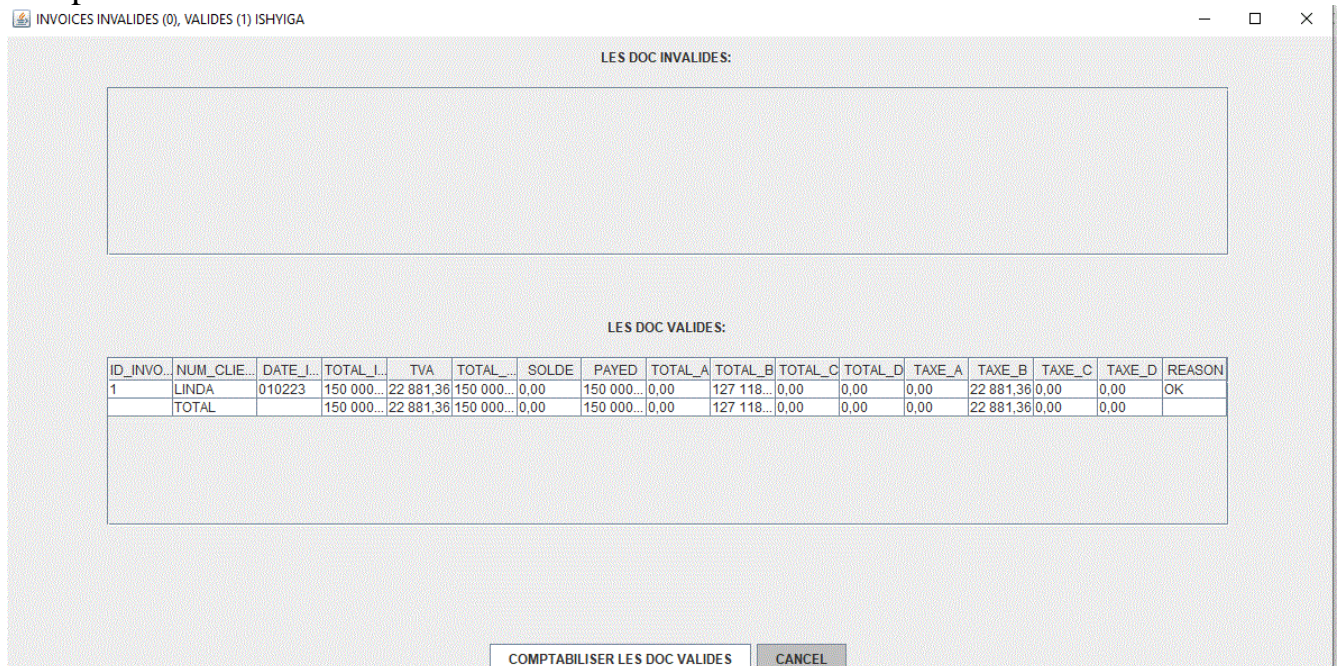 INVOICES INVALIDES (0), VALIDES (1) ISHYIGA
LES DOC INVALIDES:
LES DOC VALIDES:
ID_INVO... NUM_CLIE... DATE_I... TOTAL_I... TVA TOTAL_... SOLDE PAYED TOTAL_A TOTAL_B TOTAL_C TOTAL_D TAXE_A TAXE_B TAXE_C TAXE_D REASON
1 LINDA 010223 150 000... 22 881,36 150 000... 0,00 150 000... 0,00 127 118... 0,00 0,00 0,00 22 881,36 0,00 0,00 OK
TOTAL 150 000... 22 881,36 150 000... 0,00 150 000... 0,00 127 118... 0,00 0,00 0,00 22 881,36 0,00 0,00
COMPTABILISER LES DOC VALIDES CANCEL